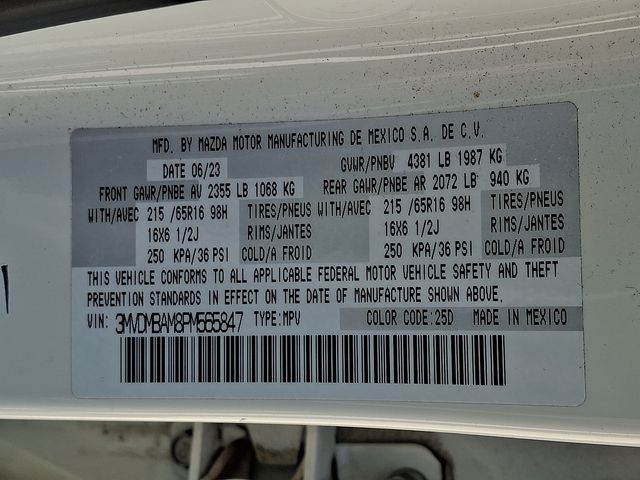 MFD. BY MAZDA MOTOR MANUFACTURING DE MEXICO S.A. DE C.V.
DATE 06/23 GVWR/PNBV 4381 LB 1987 KG
FRONT GAWR/PNBE AV 2355 LB 1068 KG REAR GAWR/PNBE AR 2072 LB 940 KG
WITH/AVEC 215 /65R16 98H TIRES/PNEUS WITH/AVEC 215 /65R16 98H TIRES/PNEUS
16X6 1/2J RIMS/JANTES 16X6 1/2J RIMS/JANTES
250 KPA/36 PSI COLD/A FROID 250 KPA/36 PSI COLD/A FROID
THIS VEHICLE CONFORMS TO ALL APPLICABLE FEDERAL MOTOR VEHICLE SAFETY AND THEFT
PREVENTION STANDARDS IN EFFECT ON THE DATE OF MANUFACTURE SHOWN ABOVE.
VIN: 3MVDMBAM8PM565847 TYPE:MPV COLOR CODE:25D MADE IN MEXICO